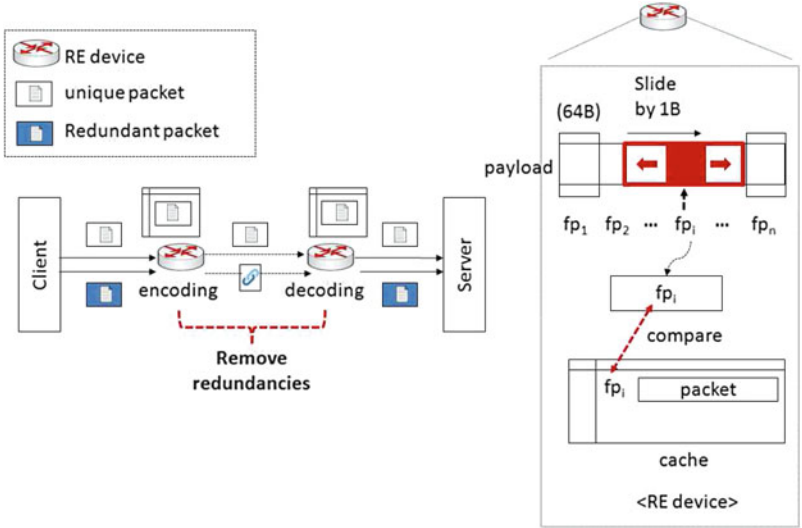 RE device
unique packet
Redundant packet
Client
encoding
decoding
Server
Remove
redundancies
(64B)
Slide
by 1B
payload
fp1 fp2 ... fpi ... fpn
fpi
compare
fpi packet
cache
<RE device>